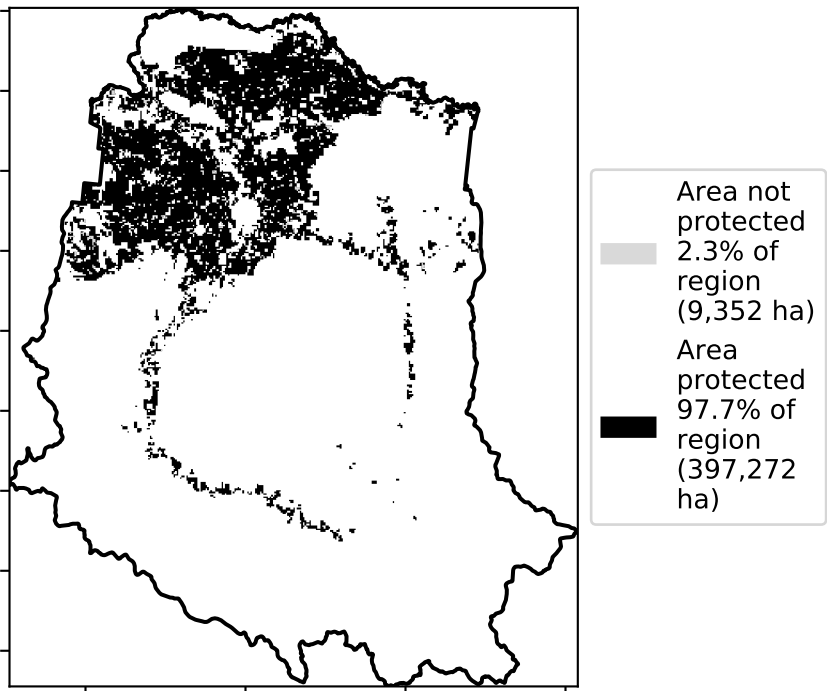 Area not
protected
2.3% of
region
(9,352 ha)
Area
protected
97.7% of
region
(397,272
ha)